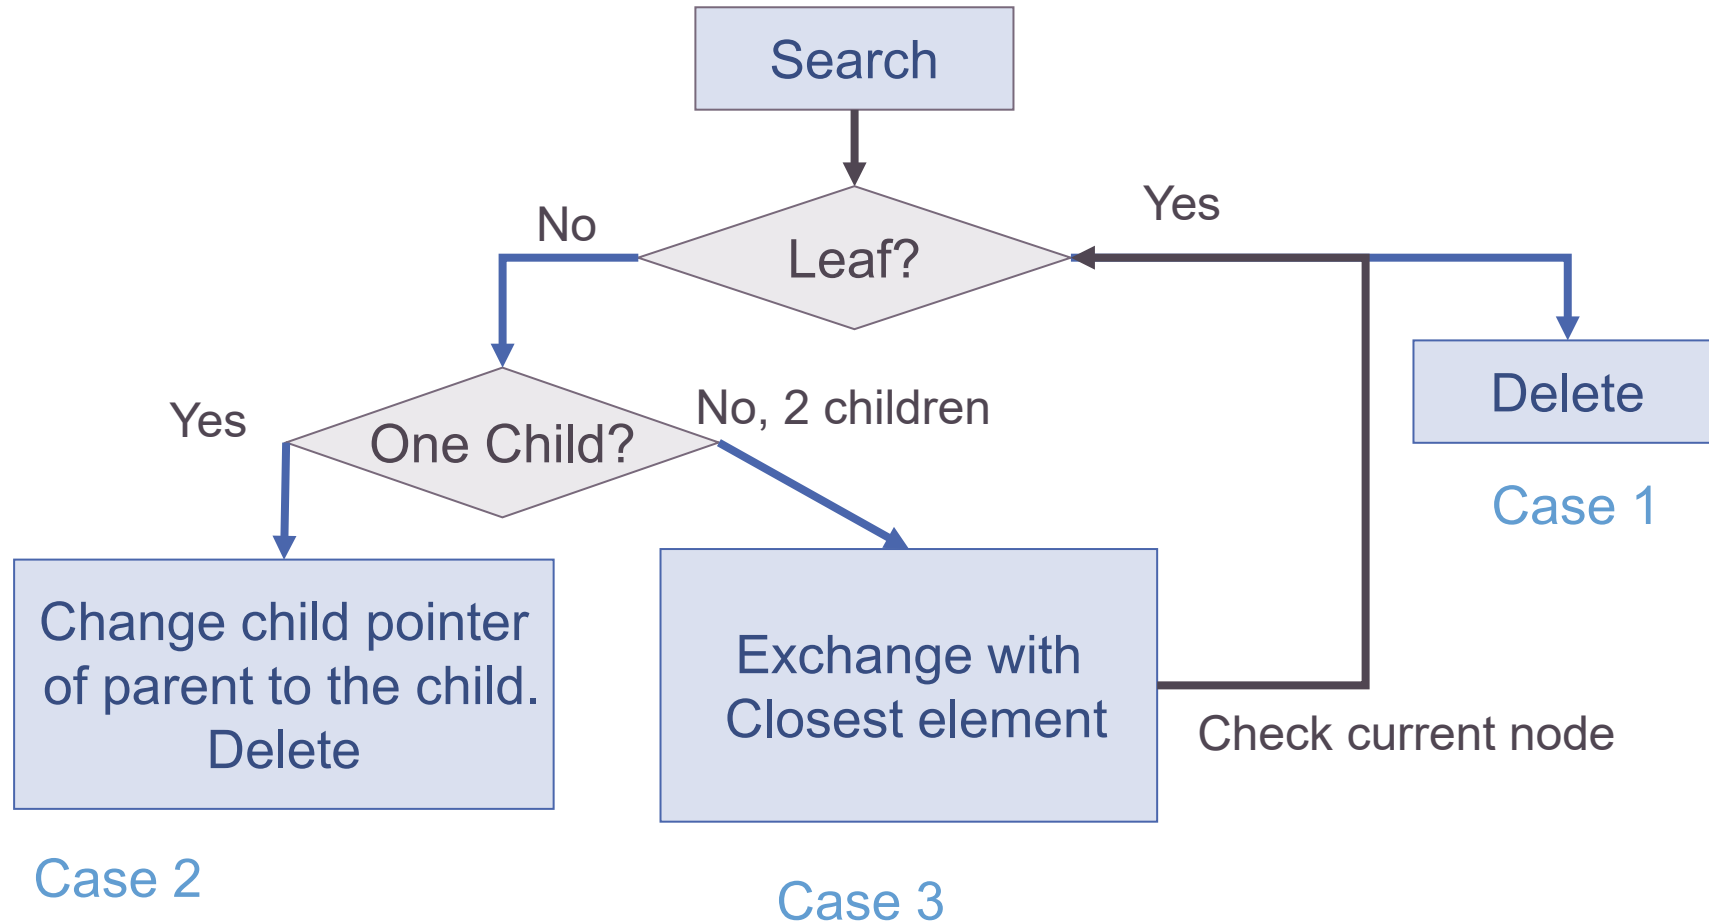 Search
No
Yes
Leaf?
Yes
One Child?
No, 2 children
Delete
Case 1
Change child pointer
of parent to the child.
Delete
Exchange with
Closest element
Check current node
Case 2
Case 3